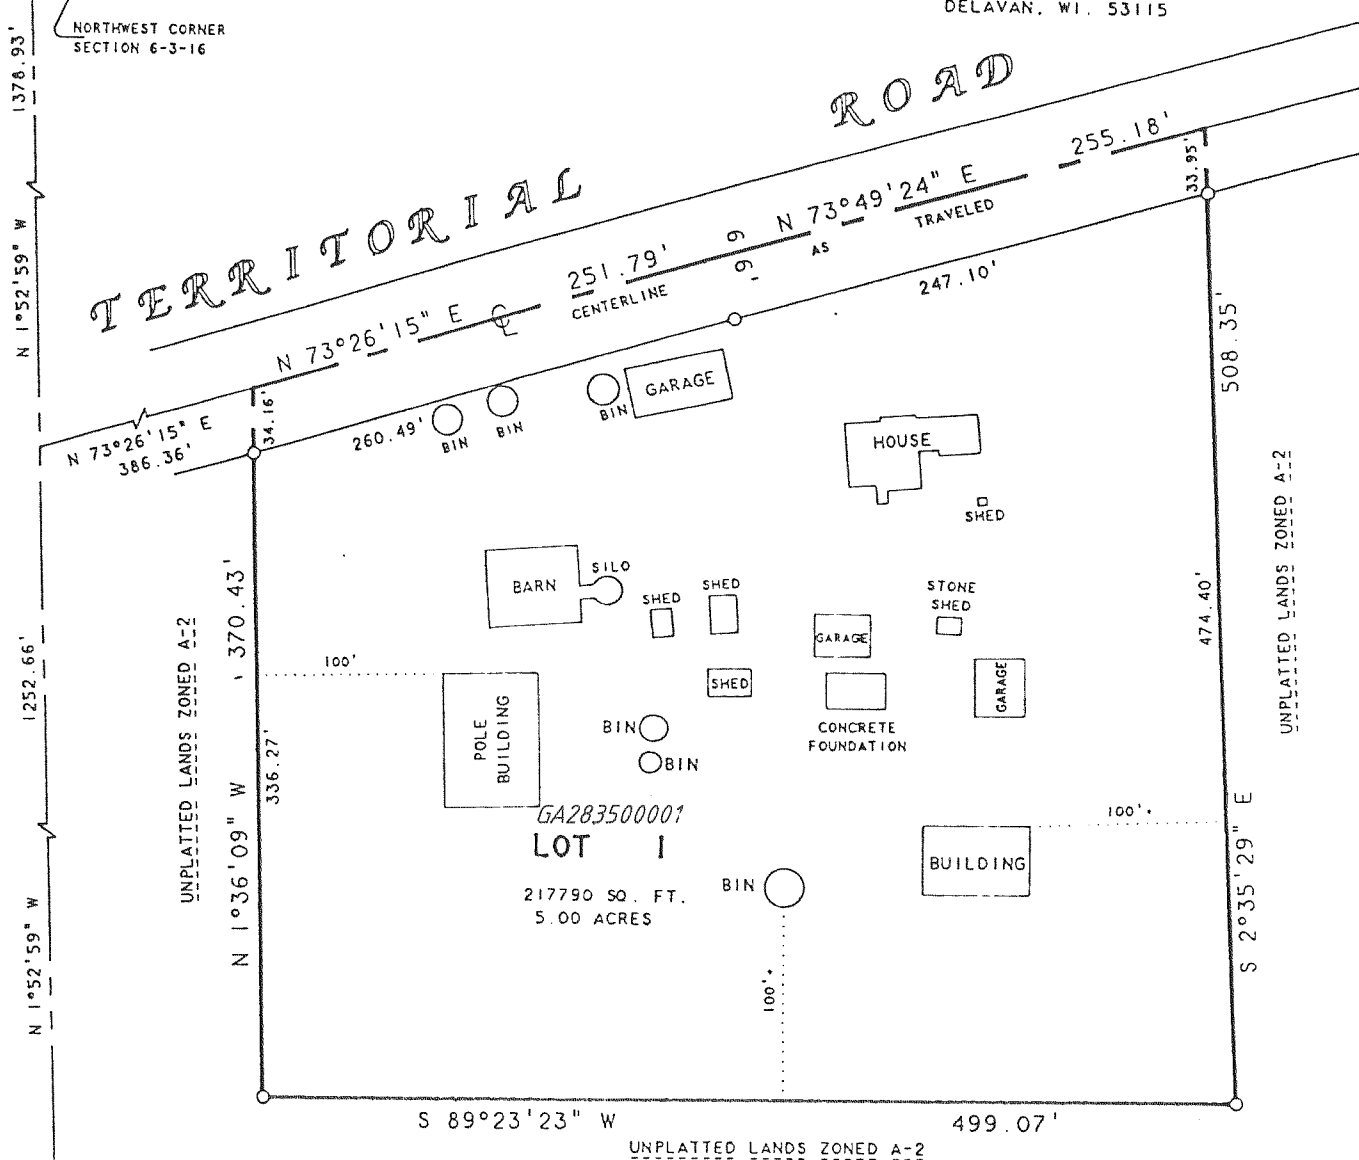 DELAVAN, WI. 53115
NORTHWEST CORNER
SECTION 6-3-16
1378.93'
N 1°52'59" W
TERRITORIAL ROAD
N 73°26'15" E
251.79'
CENTERLINE
66'
N 73°49'24" E
AS TRAVELED
255.18'
33.95'
247.10'
508.35'
N 73°26'15" E
386.36'
34.16'
260.49'
BIN
BIN
BIN
GARAGE
HOUSE
SHED
BARN
SILO
SHED
SHED
STONE
SHED
GARAGE
SHED
GARAGE
CONCRETE
FOUNDATION
100'
POLE
BUILDING
BIN
BIN
370.43'
336.27'
N 1°36'09" W
UNPLATTED LANDS ZONED A-2
1252.66'
N 1°52'59" W
474.40'
UNPLATTED LANDS ZONED A-2
S 2°35'29" E
GA283500001
LOT 1
217790 SQ. FT.
5.00 ACRES
100'+
BUILDING
BIN
100'+
S 89°23'23" W
499.07'
UNPLATTED LANDS ZONED A-2